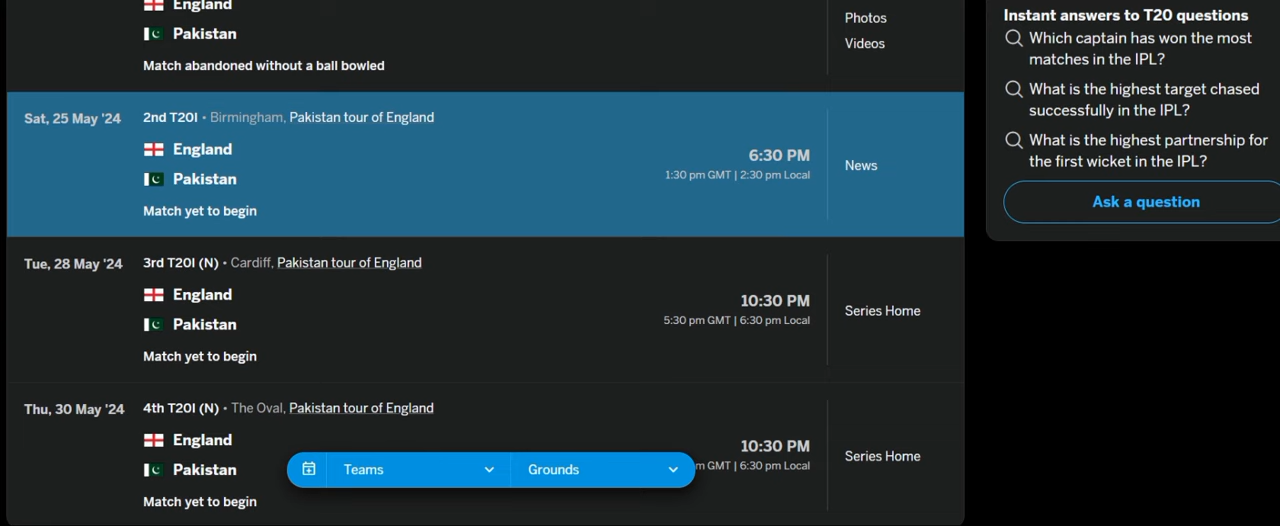 England
Pakistan
Match abandoned without a ball bowled
Photos
Videos
Sat, 25 May '24
2nd T20I • Birmingham, Pakistan tour of England
England
Pakistan
Match yet to begin
6:30 PM
1:30 pm GMT | 2:30 pm Local
News
Tue, 28 May '24
3rd T20I (N) • Cardiff, Pakistan tour of England
England
Pakistan
Match yet to begin
10:30 PM
5:30 pm GMT | 6:30 pm Local
Series Home
Thu, 30 May '24
4th T20I (N) • The Oval, Pakistan tour of England
England
Pakistan
Match yet to begin
10:30 PM
m GMT | 6:30 pm Local
Series Home
Teams
Grounds
Instant answers to T20 questions
Which captain has won the most
matches in the IPL?
What is the highest target chased
successfully in the IPL?
What is the highest partnership for
the first wicket in the IPL?
Ask a question